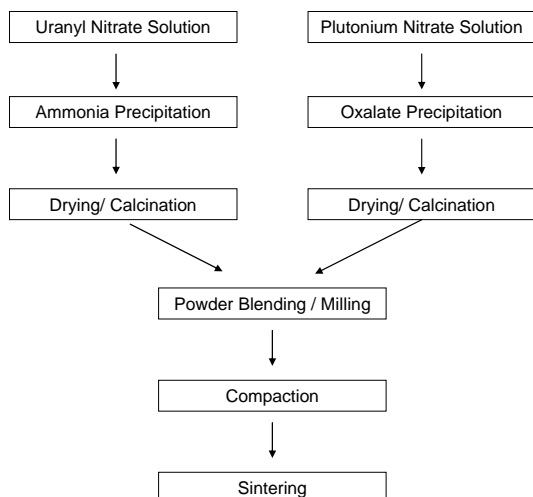 Uranyl Nitrate Solution
Plutonium Nitrate Solution
Ammonia Precipitation
Oxalate Precipitation
Drying/ Calcination
Drying/ Calcination
Powder Blending / Milling
Compaction
Sintering